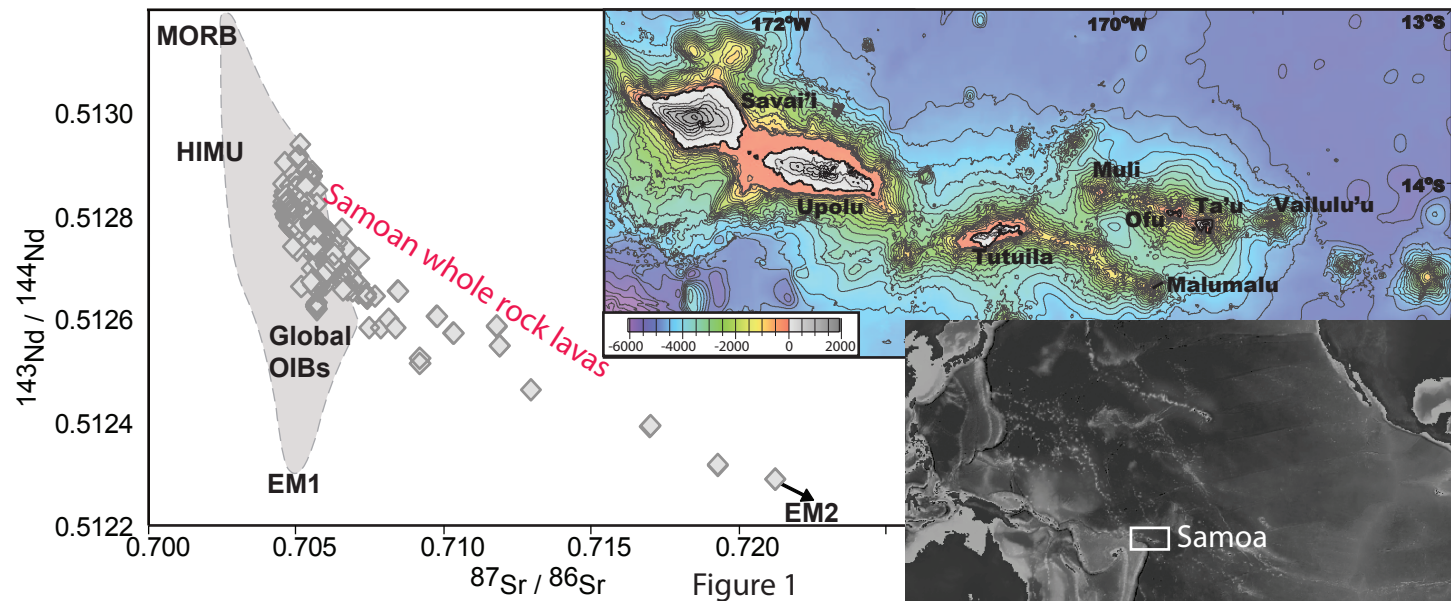 MORB
HIMU
Samoan whole rock lavas
Global
OIBs
EM1
EM2
143Nd / 144Nd
0.5130
0.5128
0.5126
0.5124
0.5122
0.700
0.705
0.710
0.715
0.720
87Sr / 86Sr
Figure 1
172°W
170°W
13°S
14°S
Savai'I
Upolu
Tutuila
Muli
Ofu
Ta'u
Vailulu'u
Malumalu
-6000
-4000
-2000
0
2000
Samoa